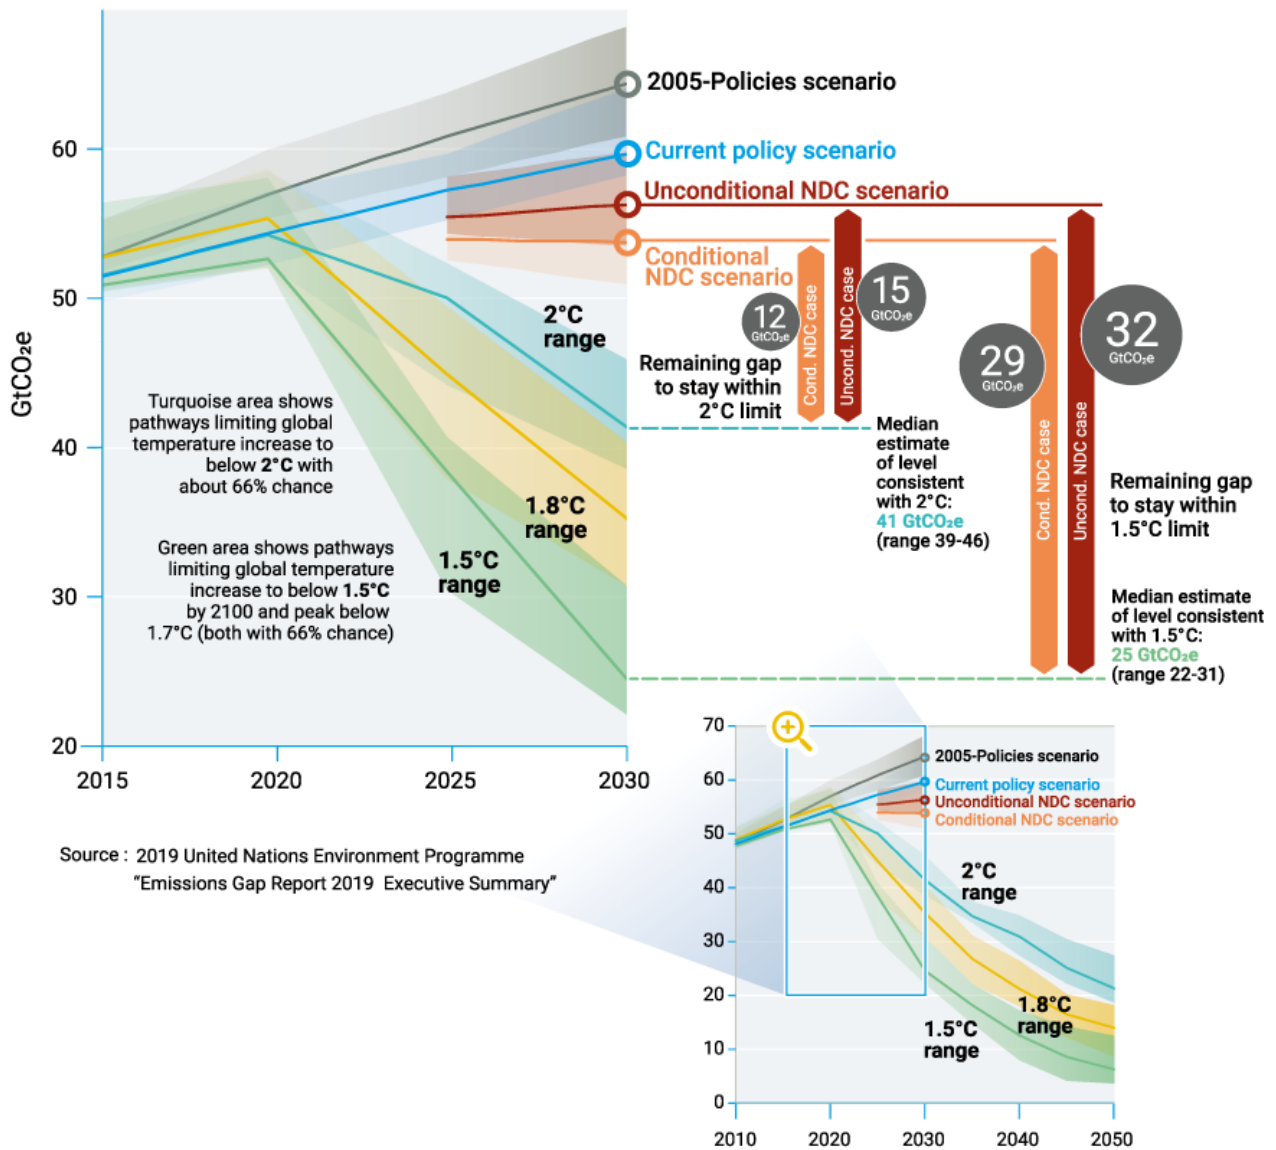 GtCO₂e
60
50
40
30
20
2015
2020
2025
2030
2005-Policies scenario
Current policy scenario
Unconditional NDC scenario
Conditional
NDC scenario
2°C
range
1.8°C
range
1.5°C
range
Turquoise area shows
pathways limiting global
temperature increase to
below 2°C with
about 66% chance
Green area shows pathways
limiting global temperature
increase to below 1.5°C
by 2100 and peak below
1.7°C (both with 66% chance)
12
GtCO₂e
Cond. NDC case
Uncond. NDC case
15
GtCO₂e
Remaining gap
to stay within
2°C limit
Median
estimate
of level
consistent
with 2°C:
41 GtCO₂e
(range 39-46)
29
GtCO₂e
Cond. NDC case
Uncond. NDC case
32
GtCO₂e
Remaining gap
to stay within
1.5°C limit
Median estimate
of level consistent
with 1.5°C:
25 GtCO₂e
(range 22-31)
Source : 2019 United Nations Environment Programme
“Emissions Gap Report 2019 Executive Summary”
70
60
50
40
30
20
10
0
2010
2020
2030
2040
2050
2005-Policies scenario
Current policy scenario
Unconditional NDC scenario
Conditional NDC scenario
2°C
range
1.8°C
range
1.5°C
range